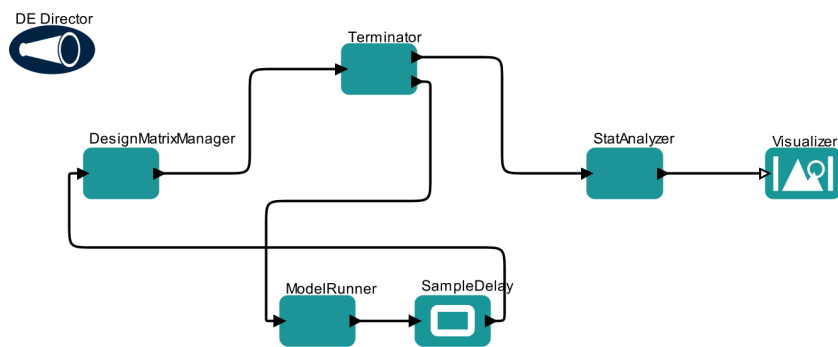 DE Director
Terminator
DesignMatrixManager
StatAnalyzer
Visualizer
ModelRunner
SampleDelay